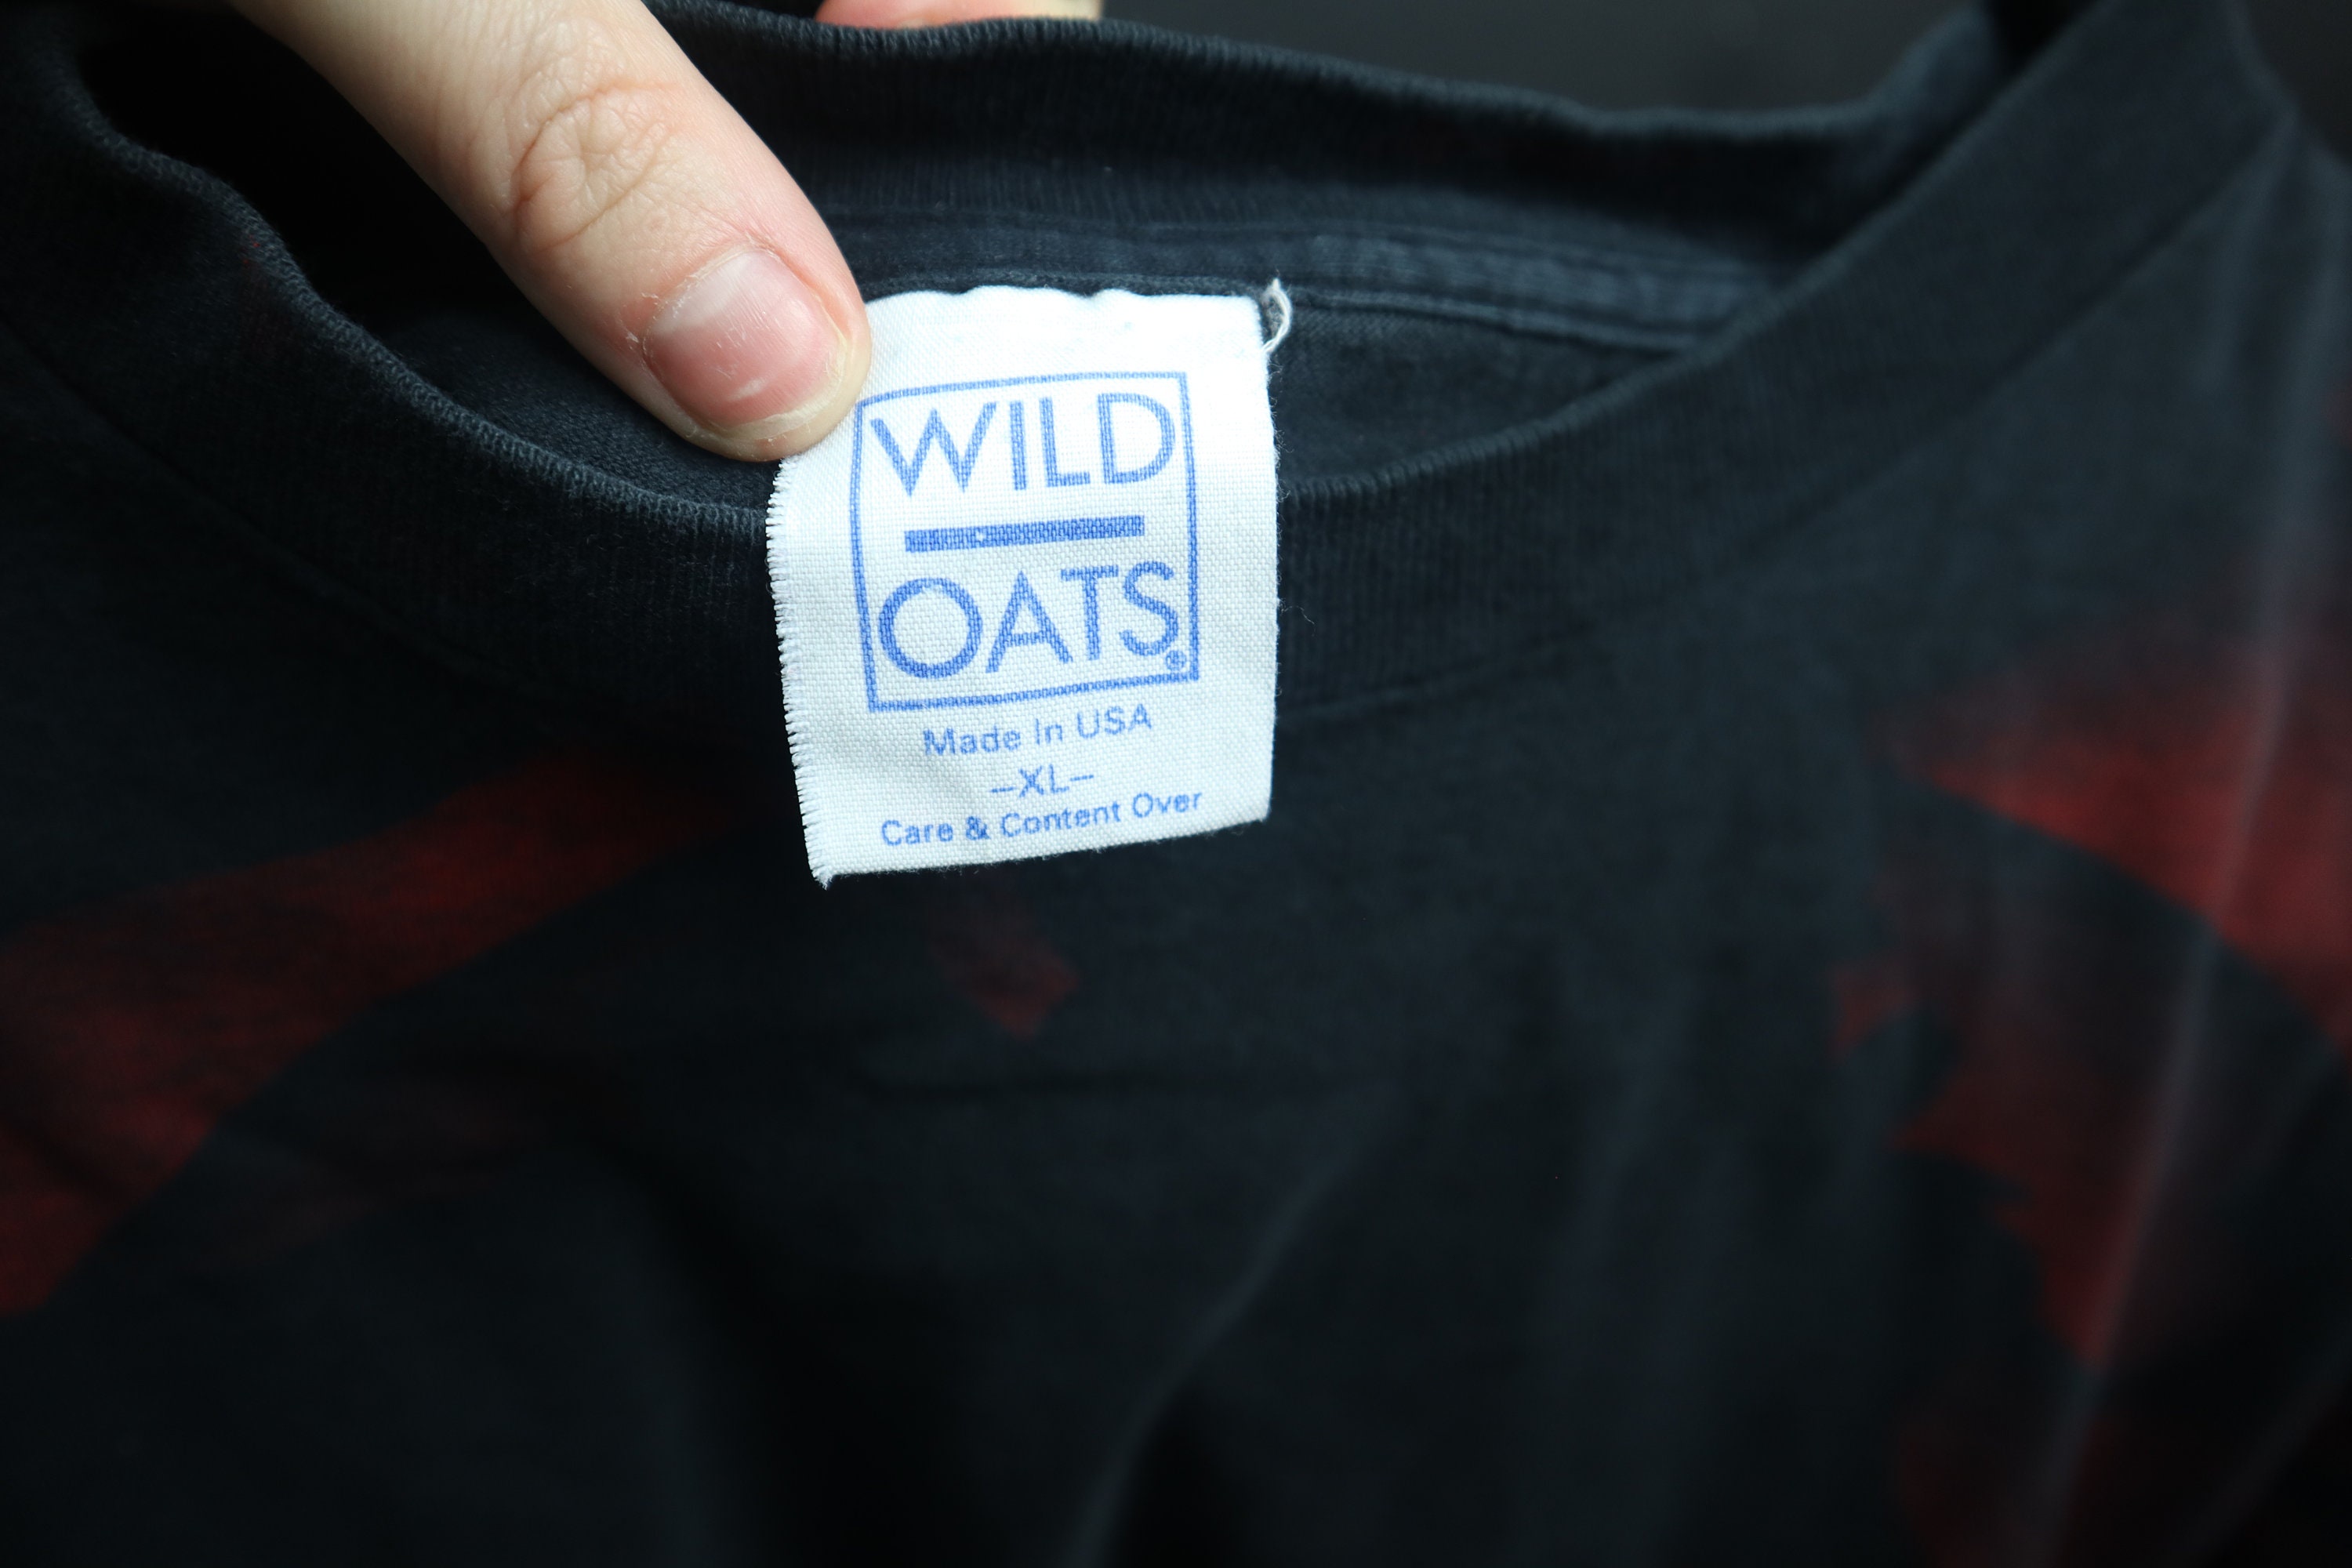 WILD
OATS®
Made In USA
–XL–
Care & Content Over